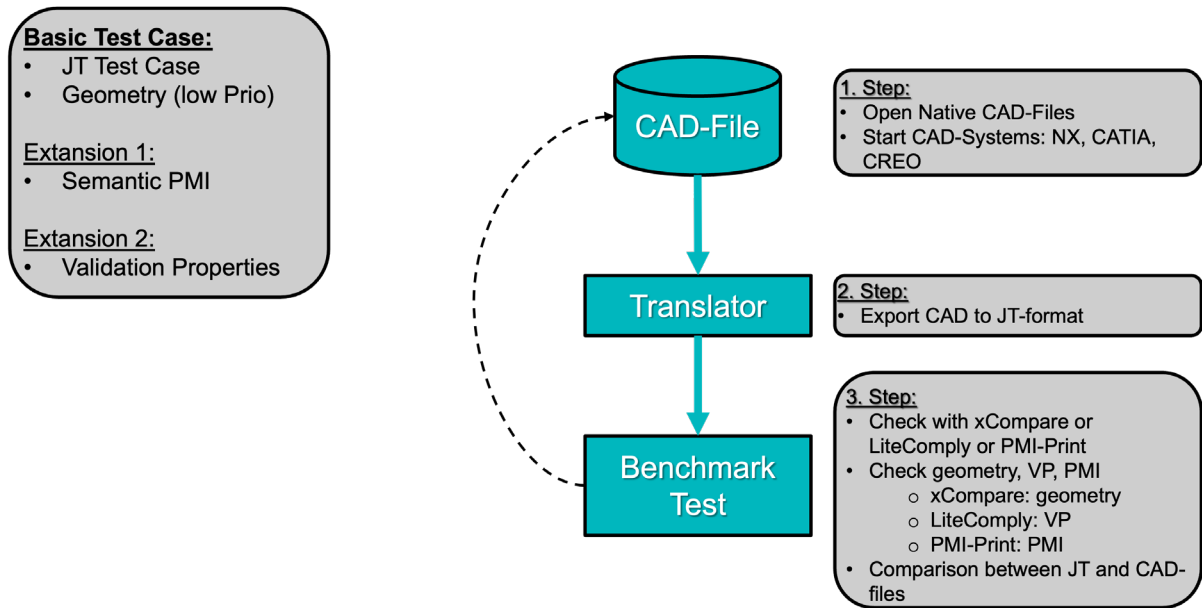 Basic Test Case:
• JT Test Case
• Geometry (low Prio)
Extansion 1:
• Semantic PMI
Extansion 2:
• Validation Properties
CAD-File
1. Step:
• Open Native CAD-Files
• Start CAD-Systems: NX, CATIA,
CREO
Translator
2. Step:
• Export CAD to JT-format
Benchmark
Test
3. Step:
• Check with xCompare or
LiteComply or PMI-Print
• Check geometry, VP, PMI
o xCompare: geometry
o LiteComply: VP
o PMI-Print: PMI
• Comparison between JT and CAD-
files